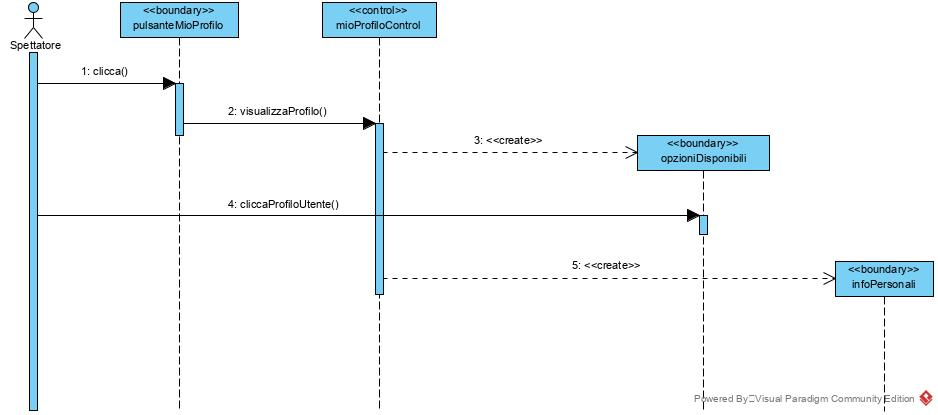 <<boundary>>
pulsanteMioProfilo
<<control>>
mioProfiloControl
Spettatore
1: clicca()
2: visualizzaProfilo()
3: <<create>>
<<boundary>>
opzioniDisponibili
4: cliccaProfiloUtente()
5: <<create>>
<<boundary>>
infoPersonali
Powered By Visual Paradigm Community Edition